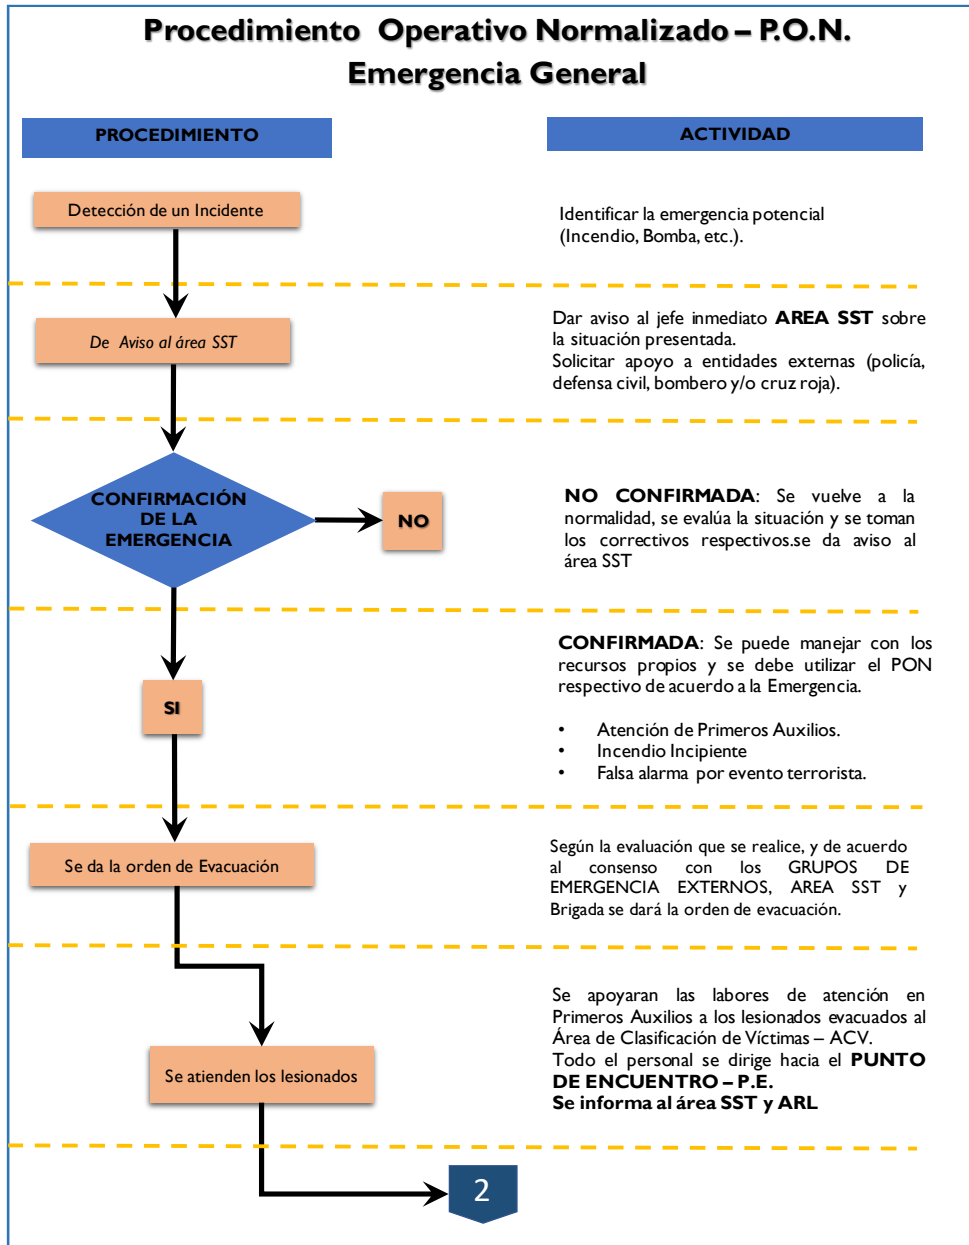 Procedimiento Operativo Normalizado – P.O.N.
Emergencia General
PROCEDIMIENTO
ACTIVIDAD
Detección de un Incidente
Identificar la emergencia potencial
(Incendio, Bomba, etc.).
De Aviso al área SST
Dar aviso al jefe inmediato AREA SST sobre
la situación presentada.
Solicitar apoyo a entidades externas (policía,
defensa civil, bombero y/o cruz roja).
CONFIRMACIÓN
DE LA
EMERGENCIA
NO
NO CONFIRMADA: Se vuelve a la
normalidad, se evalúa la situación y se toman
los correctivos respectivos.se da aviso al
área SST
SI
CONFIRMADA: Se puede manejar con los
recursos propios y se debe utilizar el PON
respectivo de acuerdo a la Emergencia.
• Atención de Primeros Auxilios.
• Incendio Incipiente
• Falsa alarma por evento terrorista.
Se da la orden de Evacuación
Según la evaluación que se realice, y de acuerdo
al consenso con los GRUPOS DE
EMERGENCIA EXTERNOS, AREA SST y
Brigada se dará la orden de evacuación.
Se atienden los lesionados
Se apoyaran las labores de atención en
Primeros Auxilios a los lesionados evacuados al
Área de Clasificación de Víctimas – ACV.
Todo el personal se dirige hacia el PUNTO
DE ENCUENTRO – P.E.
Se informa al área SST y ARL
2